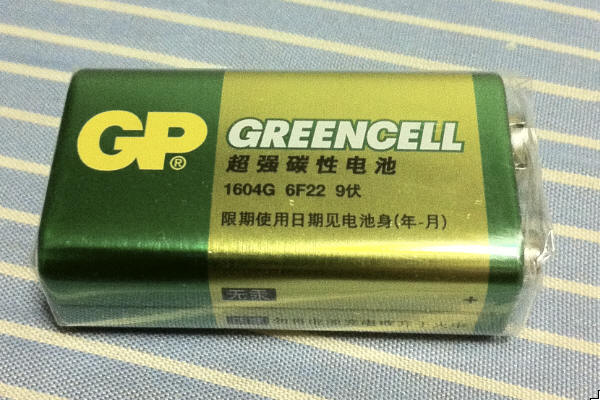 GP®
GREENCELL
超强碳性电池
1604G 6F22 9伏
限期使用日期见电池身(年-月)
无汞
+